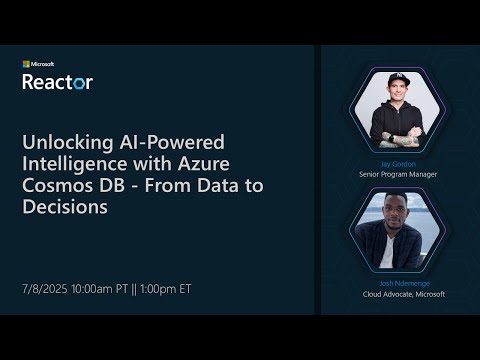 Microsoft
Reactor
Unlocking AI-Powered
Intelligence with Azure
Cosmos DB - From Data to
Decisions
7/8/2025 10:00am PT || 1:00pm ET
Jay Gordon
Senior Program Manager
Josh Ndemenge
Cloud Advocate, Microsoft